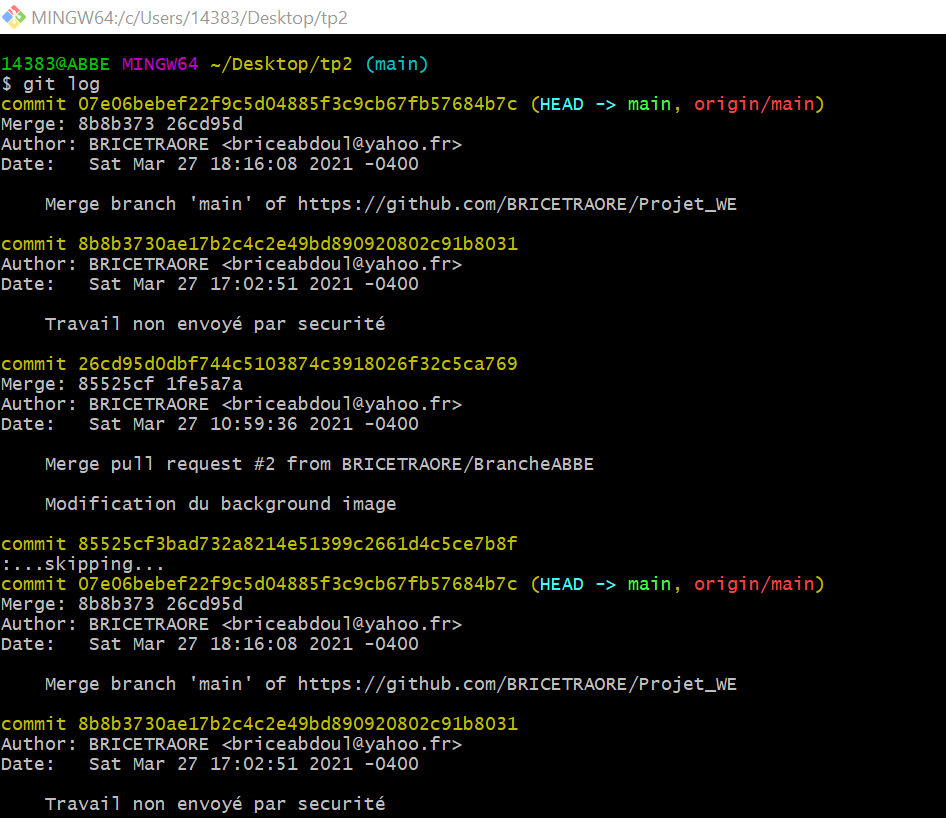 MINGW64:/c/Users/14383/Desktop/tp2
14383@ABBE MINGW64 ~/Desktop/tp2 (main)
$ git log
commit 07e06bebef22f9c5d04885f3c9cb67fb57684b7c (HEAD -> main, origin/main)
Merge: 8b8b373 26cd95d
Author: BRICETRAORE <briceabdoul@yahoo.fr>
Date:   Sat Mar 27 18:16:08 2021 -0400
    Merge branch 'main' of https://github.com/BRICETRAORE/Projet_WE
commit 8b8b3730ae17b2c4c2e49bd890920802c91b8031
Author: BRICETRAORE <briceabdoul@yahoo.fr>
Date:   Sat Mar 27 17:02:51 2021 -0400
    Travail non envoyé par securité
commit 26cd95d0dbf744c5103874c3918026f32c5ca769
Merge: 85525cf 1fe5a7a
Author: BRICETRAORE <briceabdoul@yahoo.fr>
Date:   Sat Mar 27 10:59:36 2021 -0400
    Merge pull request #2 from BRICETRAORE/BrancheABBE
    Modification du background image
commit 85525cf3bad732a8214e51399c2661d4c5ce7b8f
:...skipping...
commit 07e06bebef22f9c5d04885f3c9cb67fb57684b7c (HEAD -> main, origin/main)
Merge: 8b8b373 26cd95d
Author: BRICETRAORE <briceabdoul@yahoo.fr>
Date:   Sat Mar 27 18:16:08 2021 -0400
    Merge branch 'main' of https://github.com/BRICETRAORE/Projet_WE
commit 8b8b3730ae17b2c4c2e49bd890920802c91b8031
Author: BRICETRAORE <briceabdoul@yahoo.fr>
Date:   Sat Mar 27 17:02:51 2021 -0400
    Travail non envoyé par securité